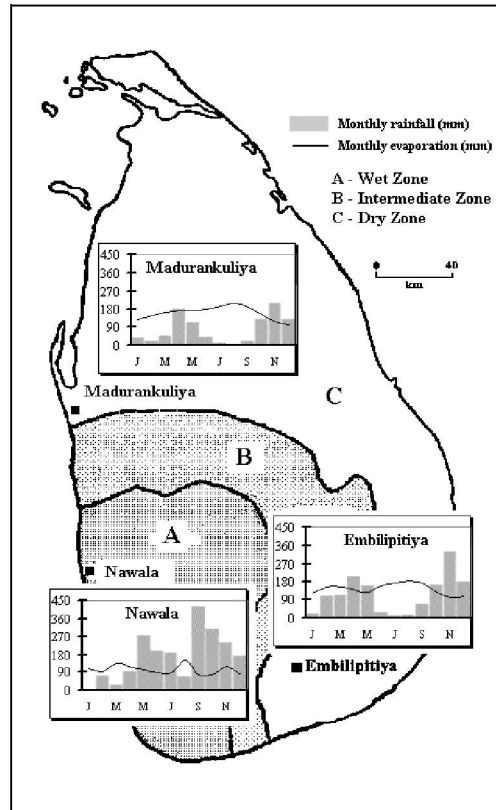 Monthly rainfall (mm)
Monthly evaporation (mm)
A - Wet Zone
B - Intermediate Zone
C - Dry Zone
0 40
km
Madurankuliya
450
360
270
180
90
0
J M M J S N
Madurankuliya
C
B
A
Nawala
Embilipitiya
450
360
270
180
90
0
J M M J S N
Nawala
450
360
270
180
90
0
J M M J S N
Embilipitiya